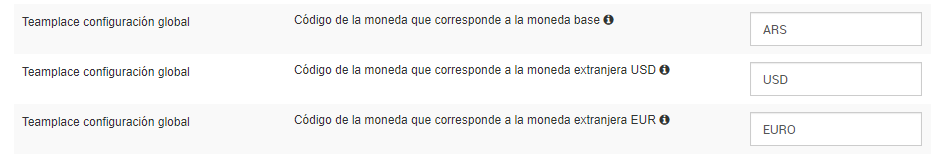 Teamplace configuración global Código de la moneda que corresponde a la moneda base ARS
Teamplace configuración global Código de la moneda que corresponde a la moneda extranjera USD USD
Teamplace configuración global Código de la moneda que corresponde a la moneda extranjera EUR EURO